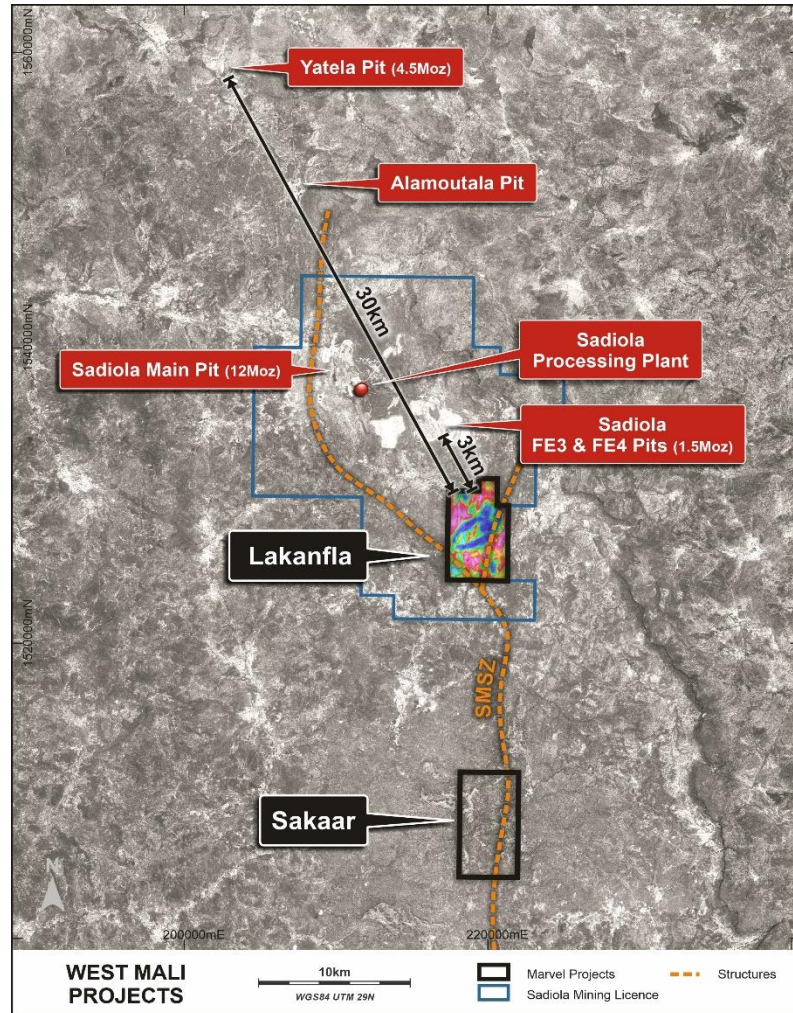 1560000mN
Yatela Pit (4.5Moz)
Alamoutala Pit
30km
1540000mN
Sadiola Main Pit (12Moz)
Sadiola
Processing Plant
Sadiola
FE3 & FE4 Pits (1.5Moz)
3km
Lakanfla
1520000mN
SMSZ
Sakaar
N
200000mE
220000mE
WEST MALI
PROJECTS
10km
WGS84 UTM 29N
Marvel Projects
Structures
Sadiola Mining Licence